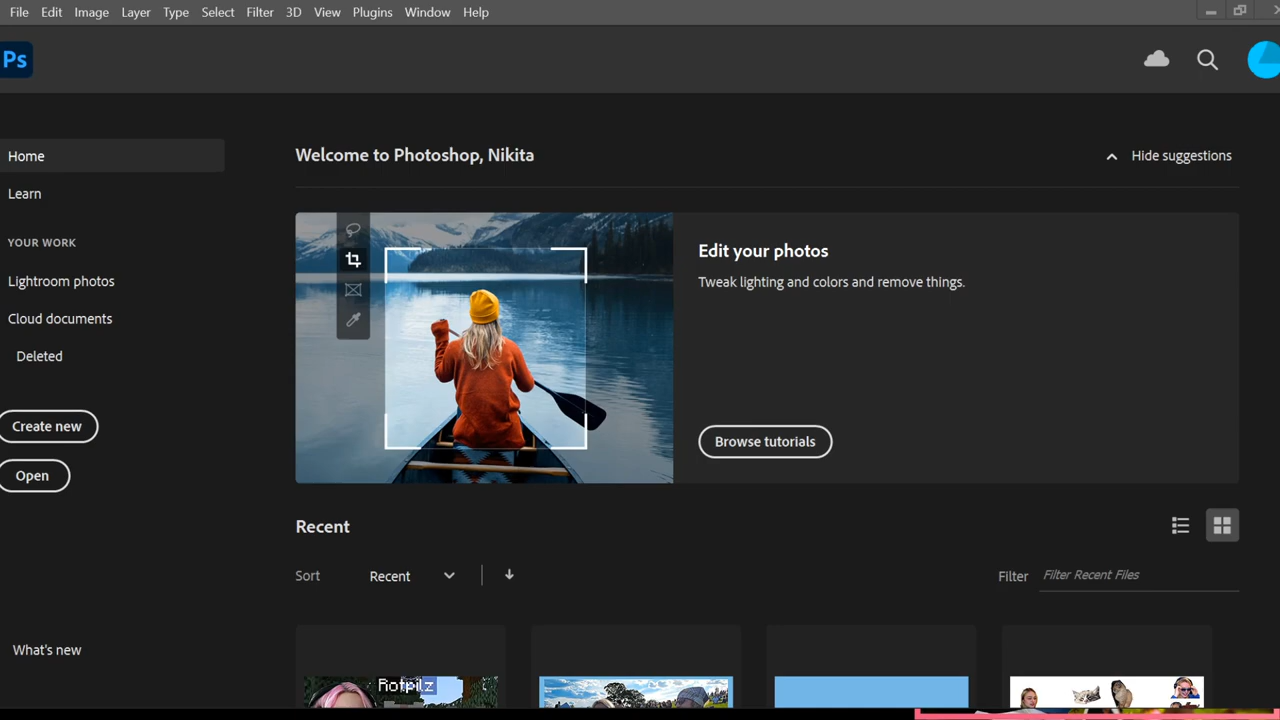 File Edit Image Layer Type Select Filter 3D View Plugins Window Help
Ps
Home
Learn
YOUR WORK
Lightroom photos
Cloud documents
Deleted
Create new
Open
What's new
Welcome to Photoshop, Nikita
Hide suggestions
Edit your photos
Tweak lighting and colors and remove things.
Browse tutorials
Recent
Sort Recent
Filter Filter Recent Files
Rotpilz